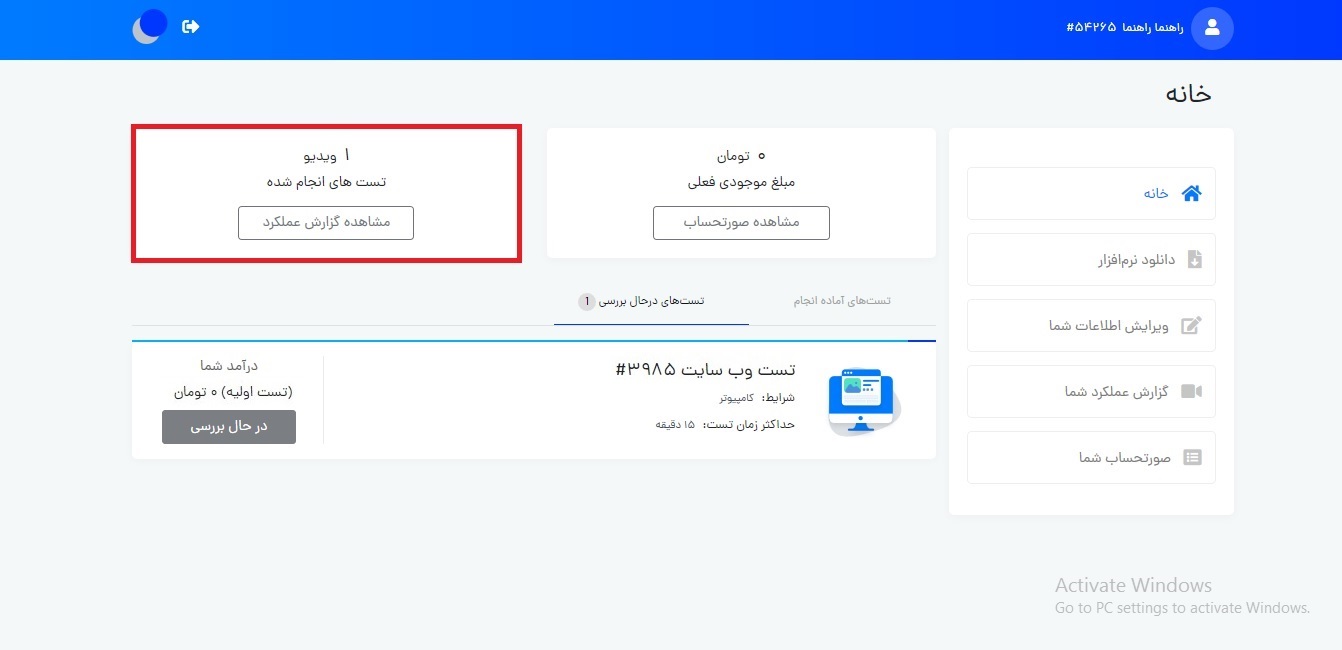 راهنما راهنما ۵۴۲۶۵#
خانه
خانه
دانلود نرم‌افزار
ویرایش اطلاعات شما
گزارش عملکرد شما
صورتحساب شما
۰ تومان
مبلغ موجودی فعلی
مشاهده صورتحساب
۱ ویدیو
تست های انجام شده
مشاهده گزارش عملکرد
تست‌های آماده انجام
تست‌های درحال بررسی 1
تست وب سایت ۳۹۸۵#
شرایط: کامپیوتر
حداکثر زمان تست: ۱۵ دقیقه
درآمد شما
(تست اولیه) ۰ تومان
در حال بررسی
Activate Windows
Go to PC settings to activate Windows.